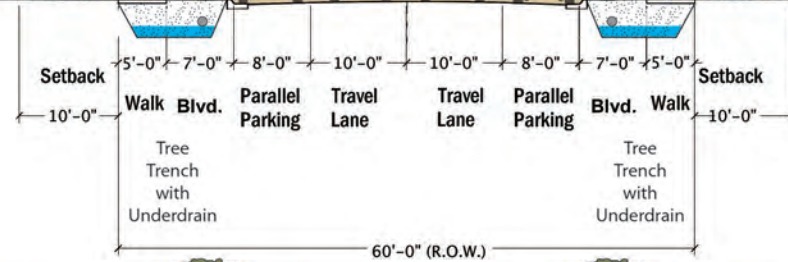 5'-0" 7'-0" 8'-0" 10'-0" 10'-0" 8'-0" 7'-0" 5'-0"
Setback Walk Blvd. Parallel Parking Travel Lane Travel Lane Parallel Parking Blvd. Walk Setback
10'-0" 10'-0"
Tree
Trench
with
Underdrain
Tree
Trench
with
Underdrain
60'-0" (R.O.W.)